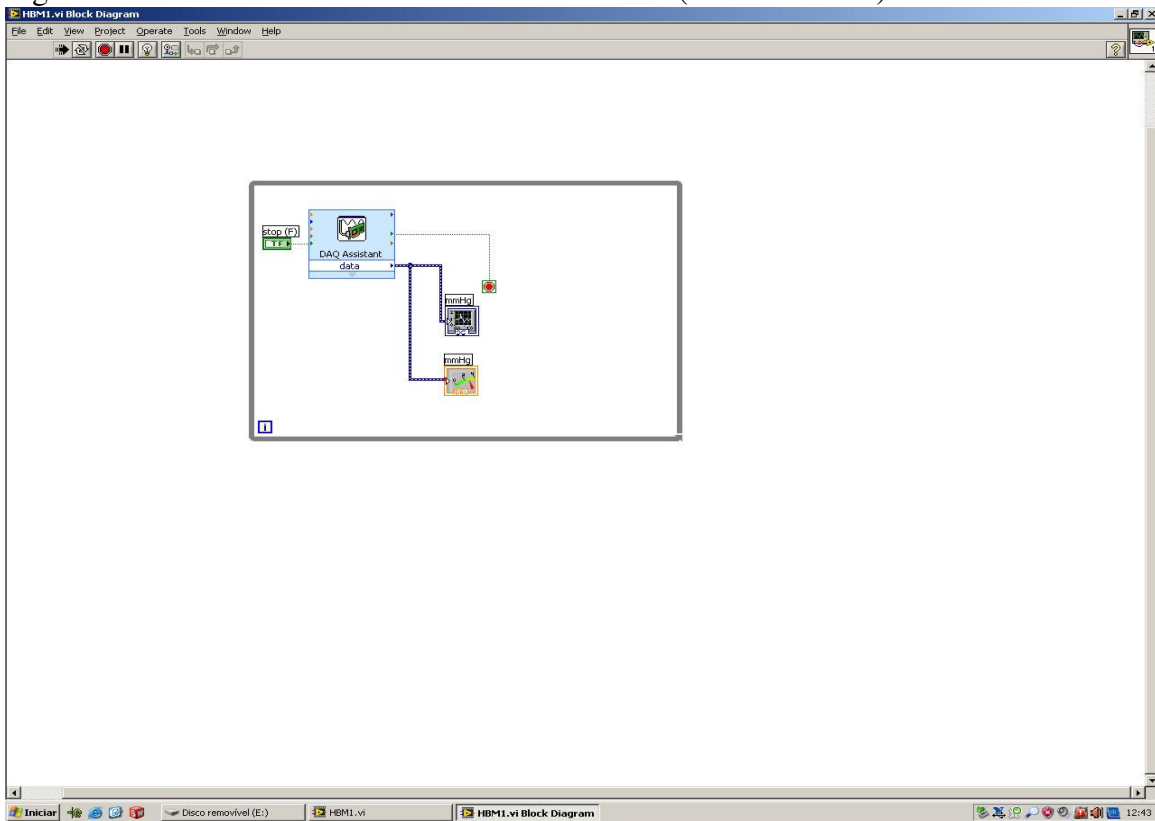 HBM1.vi Block Diagram
File Edit View Project Operate Tools Window Help
stop (F)
TF
DAQ Assistant
data
mmHg
mmHg
i
Iniciar Disco removível (E:) HBM1.vi HBM1.vi Block Diagram 12:43